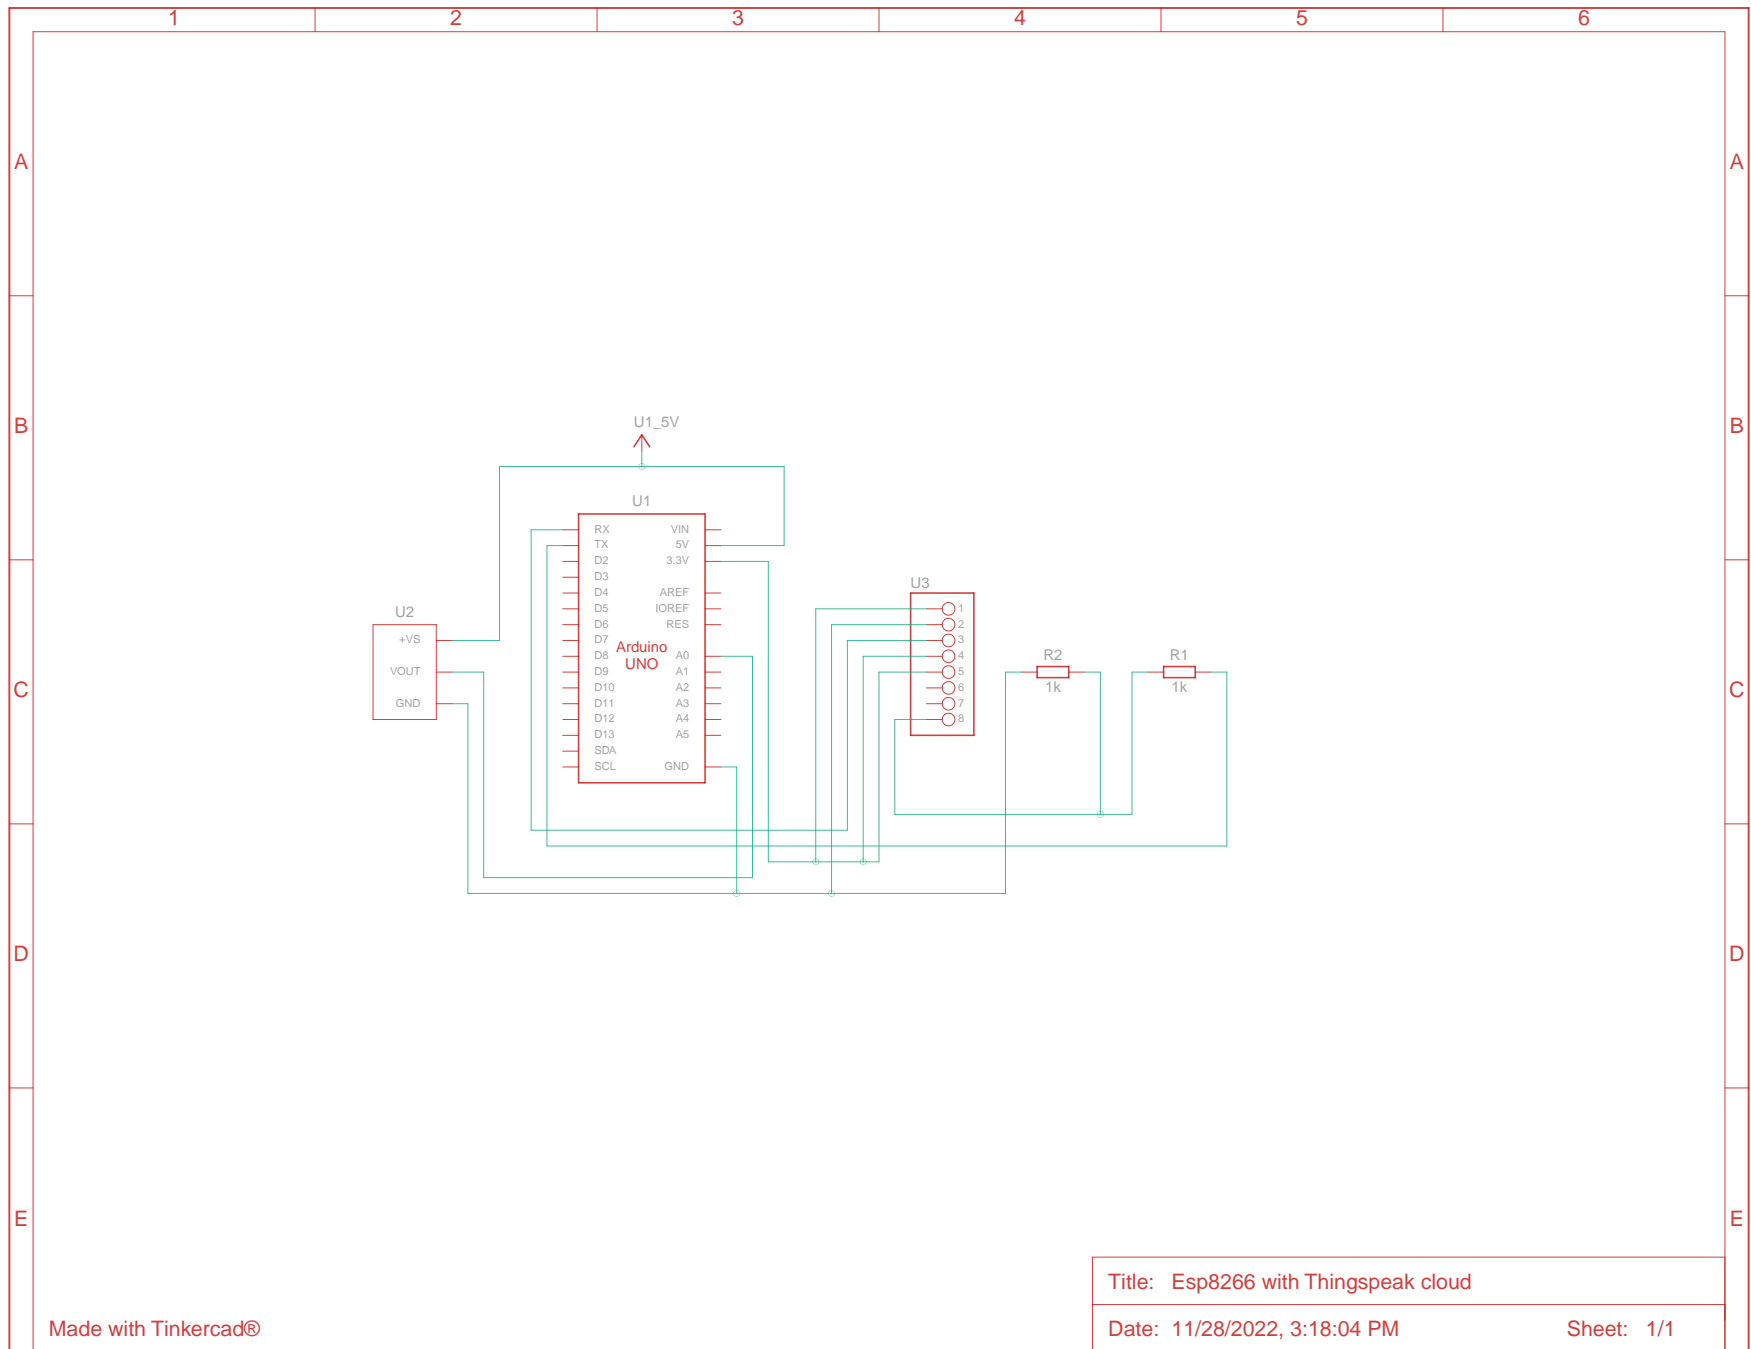 1 2 3 4 5 6
A A
B B
U1_5V
U1
RX VIN
TX 5V
D2 3.3V
D3
D4 AREF
D5 IOREF
D6 RES
D7
D8 A0
D9 A1
D10 A2
D11 A3
D12 A4
D13 A5
SDA
SCL GND
Arduino
UNO
U2
+VS
VOUT
GND
U3
1
2
3
4
5
6
7
8
R2
1k
R1
1k
C C
D D
E E
Title: Esp8266 with Thingspeak cloud
Made with Tinkercad®
Date: 11/28/2022, 3:18:04 PM Sheet: 1/1